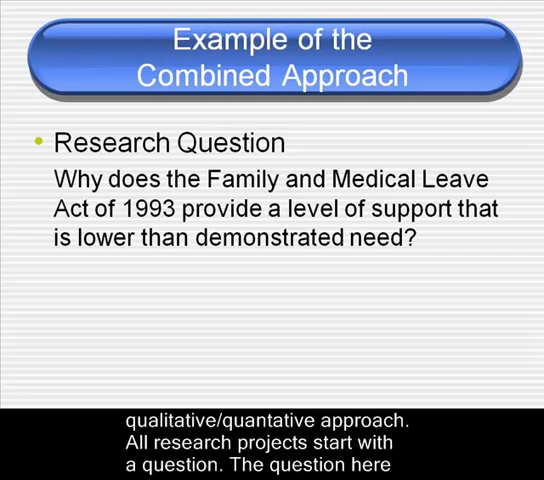 Example of the
Combined Approach
Research Question
Why does the Family and Medical Leave
Act of 1993 provide a level of support that
is lower than demonstrated need?
qualitative/quantative approach.
All research projects start with
a question. The question here